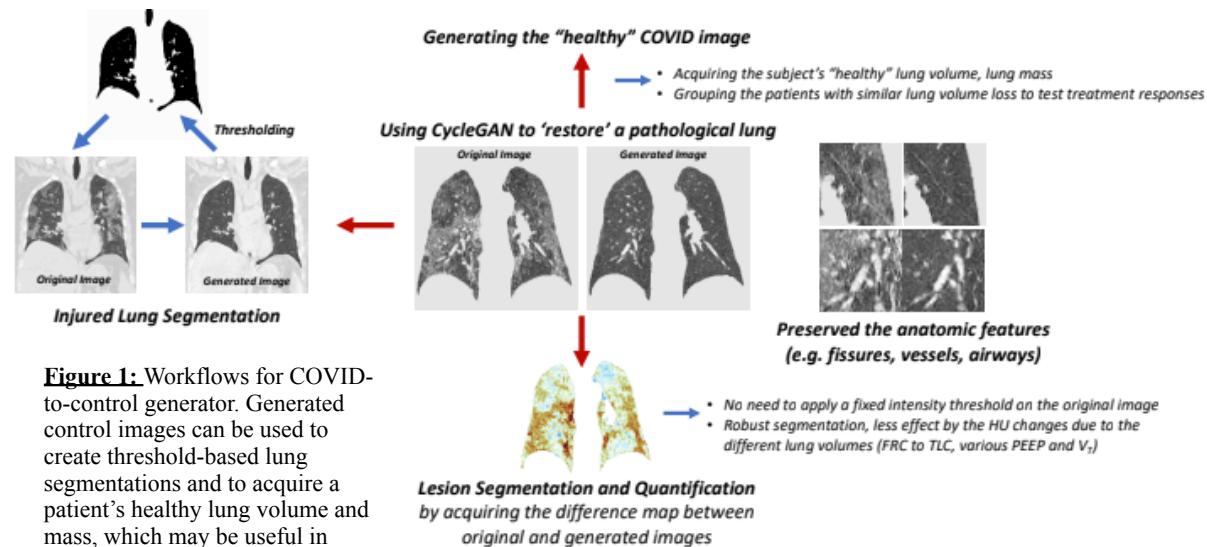 Generating the “healthy” COVID image
• Acquiring the subject’s “healthy” lung volume, lung mass
• Grouping the patients with similar lung volume loss to test treatment responses
Thresholding
Using CycleGAN to ‘restore’ a pathological lung
Original Image
Generated Image
Original Image
Generated Image
Injured Lung Segmentation
Preserved the anatomic features
(e.g. fissures, vessels, airways)
Figure 1: Workflows for COVID-
to-control generator. Generated
control images can be used to
create threshold-based lung
segmentations and to acquire a
patient’s healthy lung volume and
mass, which may be useful in
• No need to apply a fixed intensity threshold on the original image
• Robust segmentation, less effect by the HU changes due to the
different lung volumes (FRC to TLC, various PEEP and VT)
Lesion Segmentation and Quantification
by acquiring the difference map between
original and generated images